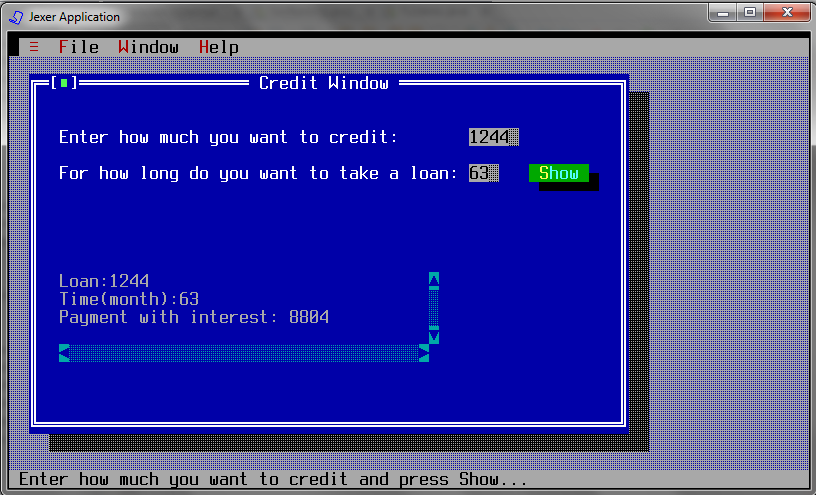 Jexer Application
File Window Help
Credit Window
Enter how much you want to credit: 1244
For how long do you want to take a loan: 63 Show
Loan:1244
Time(month):63
Payment with interest: 8804
Enter how much you want to credit and press Show...